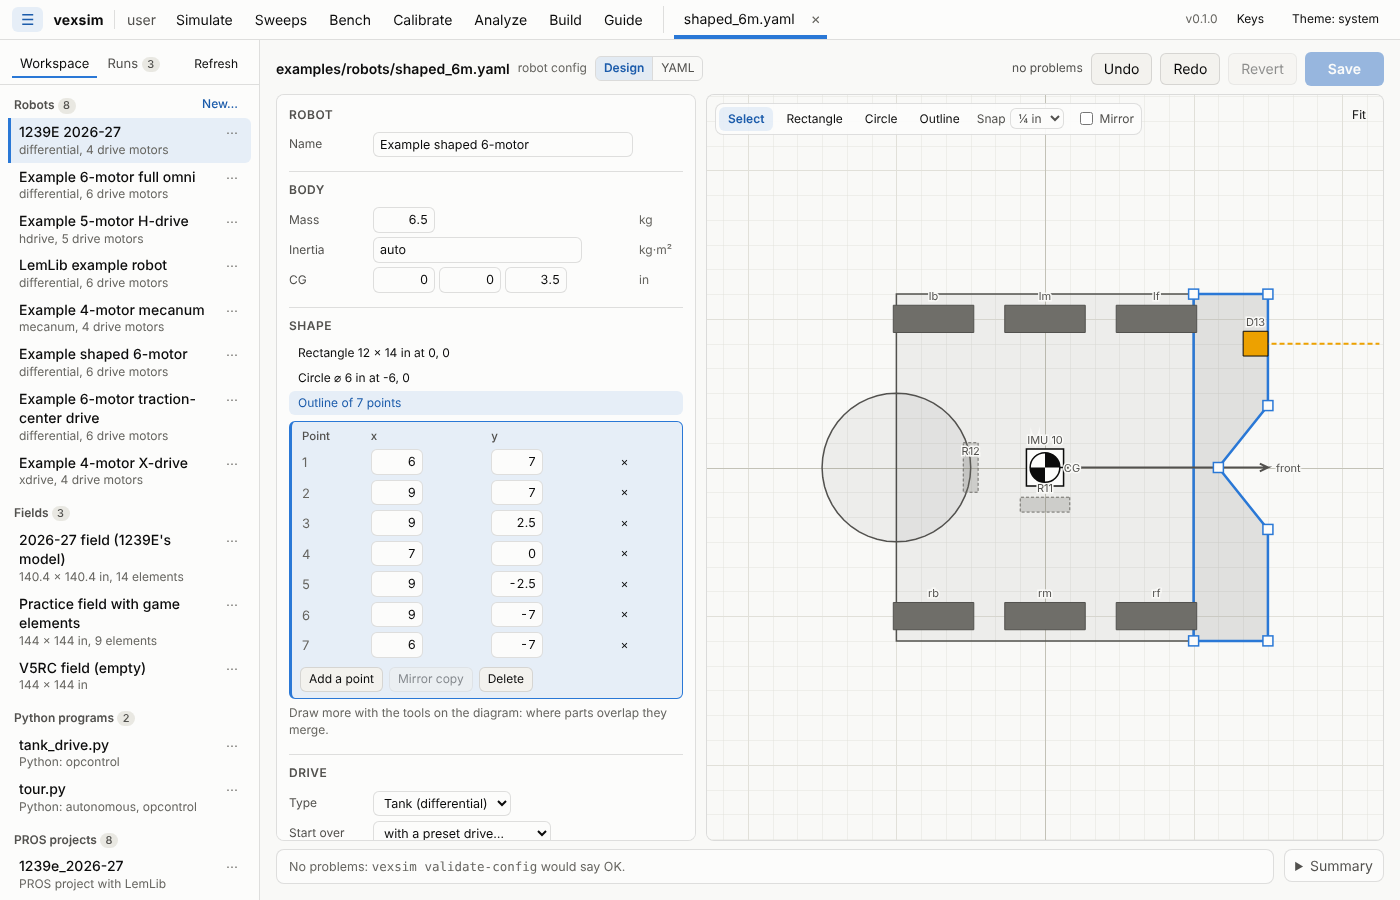 ☰ vexsim user Simulate Sweeps Bench Calibrate Analyze Build Guide shaped_6m.yaml × v0.1.0 Keys Theme: system
Workspace Runs 3 Refresh
Robots 8 New...
1239E 2026-27 ...
differential, 4 drive motors
Example 6-motor full omni ...
differential, 6 drive motors
Example 5-motor H-drive ...
hdrive, 5 drive motors
LemLib example robot ...
differential, 6 drive motors
Example 4-motor mecanum ...
mecanum, 4 drive motors
Example shaped 6-motor ...
differential, 6 drive motors
Example 6-motor traction- ...
center drive
differential, 6 drive motors
Example 4-motor X-drive ...
xdrive, 4 drive motors
Fields 3
2026-27 field (1239E's ...
model)
140.4 × 140.4 in, 14 elements
Practice field with game ...
elements
144 × 144 in, 9 elements
V5RC field (empty) ...
144 × 144 in
Python programs 2
tank_drive.py ...
Python: opcontrol
tour.py ...
Python: autonomous, opcontrol
PROS projects 8
1239e_2026-27 ...
PROS project with LemLib
examples/robots/shaped_6m.yaml robot config Design YAML no problems Undo Redo Revert Save
ROBOT
Name Example shaped 6-motor
BODY
Mass 6.5 kg
Inertia auto kg·m²
CG 0 0 3.5 in
SHAPE
Rectangle 12 × 14 in at 0, 0
Circle ⌀ 6 in at -6, 0
Outline of 7 points
Point x y
1 6 7 ×
2 9 7 ×
3 9 2.5 ×
4 7 0 ×
5 9 -2.5 ×
6 9 -7 ×
7 6 -7 ×
Add a point Mirror copy Delete
Draw more with the tools on the diagram: where parts overlap they
merge.
DRIVE
Type Tank (differential)
Start over with a preset drive...
Select Rectangle Circle Outline Snap ¼ in Mirror Fit
lb lm lf
D13
IMU 10
R12
CG
front
R11
rb rm rf
No problems: vexsim validate-config would say OK.
▶ Summary